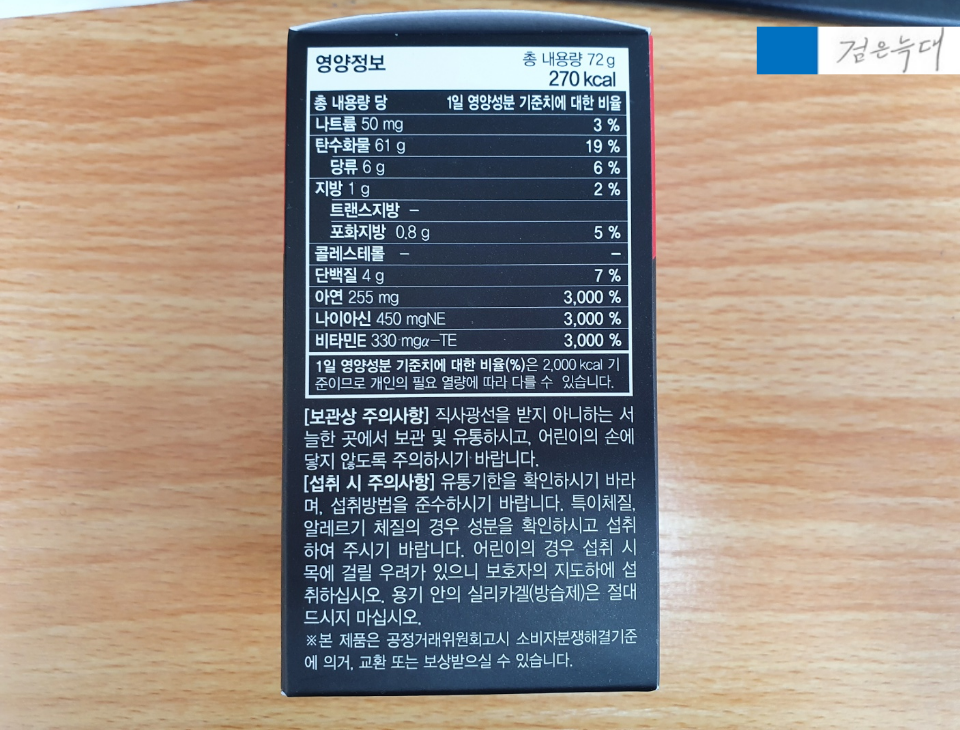 검은늑대
영양정보
총 내용량 72 g
270 kcal
총 내용량 당 1일 영양성분 기준치에 대한 비율
나트륨 50 mg 3 %
탄수화물 61 g 19 %
당류 6 g 6 %
지방 1 g 2 %
트랜스지방 –
포화지방 0.8 g 5 %
콜레스테롤 – –
단백질 4 g 7 %
아연 255 mg 3,000 %
나이아신 450 mgNE 3,000 %
비타민E 330 mgα–TE 3,000 %
1일 영양성분 기준치에 대한 비율(%)은 2,000 kcal 기
준이므로 개인의 필요 열량에 따라 다를 수 있습니다.
[보관상 주의사항] 직사광선을 받지 아니하는 서
늘한 곳에서 보관 및 유통하시고, 어린이의 손에
닿지 않도록 주의하시기 바랍니다.
[섭취 시 주의사항] 유통기한을 확인하시기 바라
며, 섭취방법을 준수하시기 바랍니다. 특이체질,
알레르기 체질의 경우 성분을 확인하시고 섭취
하여 주시기 바랍니다. 어린이의 경우 섭취 시
목에 걸릴 우려가 있으니 보호자의 지도하에 섭
취하십시오. 용기 안의 실리카겔(방습제)은 절대
드시지 마십시오.
※본 제품은 공정거래위원회고시 소비자분쟁해결기준
에 의거, 교환 또는 보상받으실 수 있습니다.